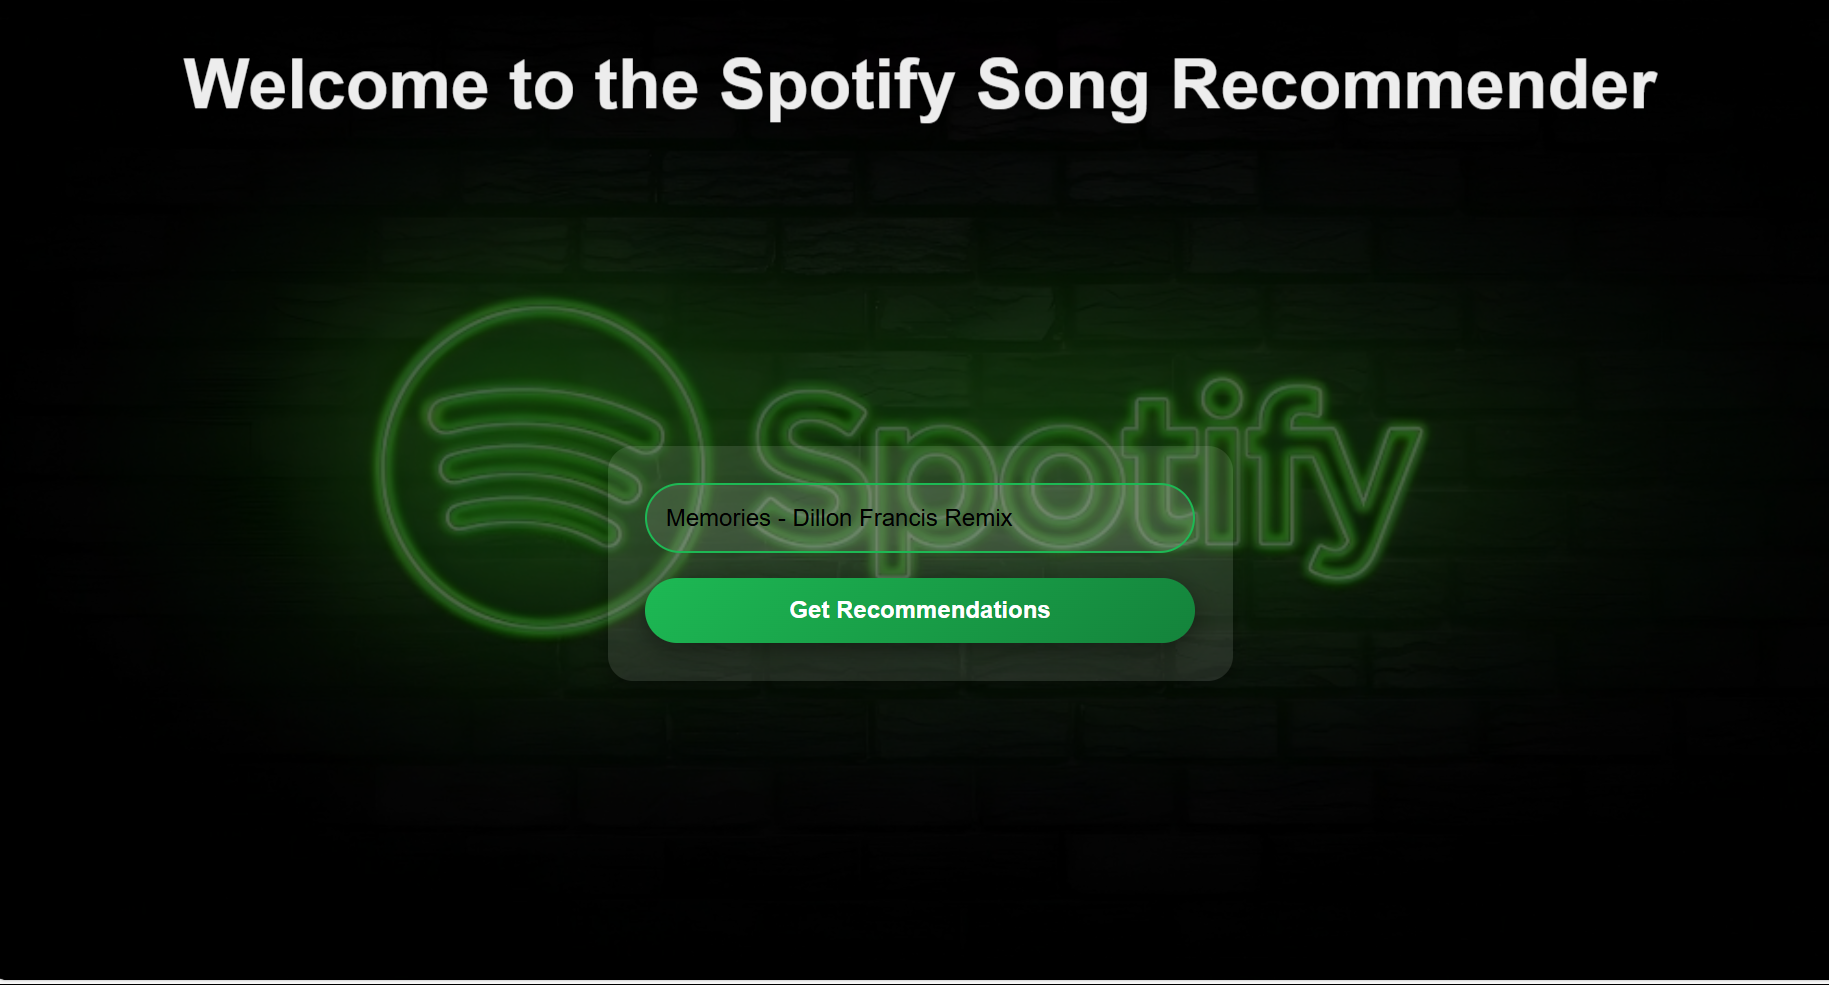 Welcome to the Spotify Song Recommender
Spotify
Memories - Dillon Francis Remix
Get Recommendations